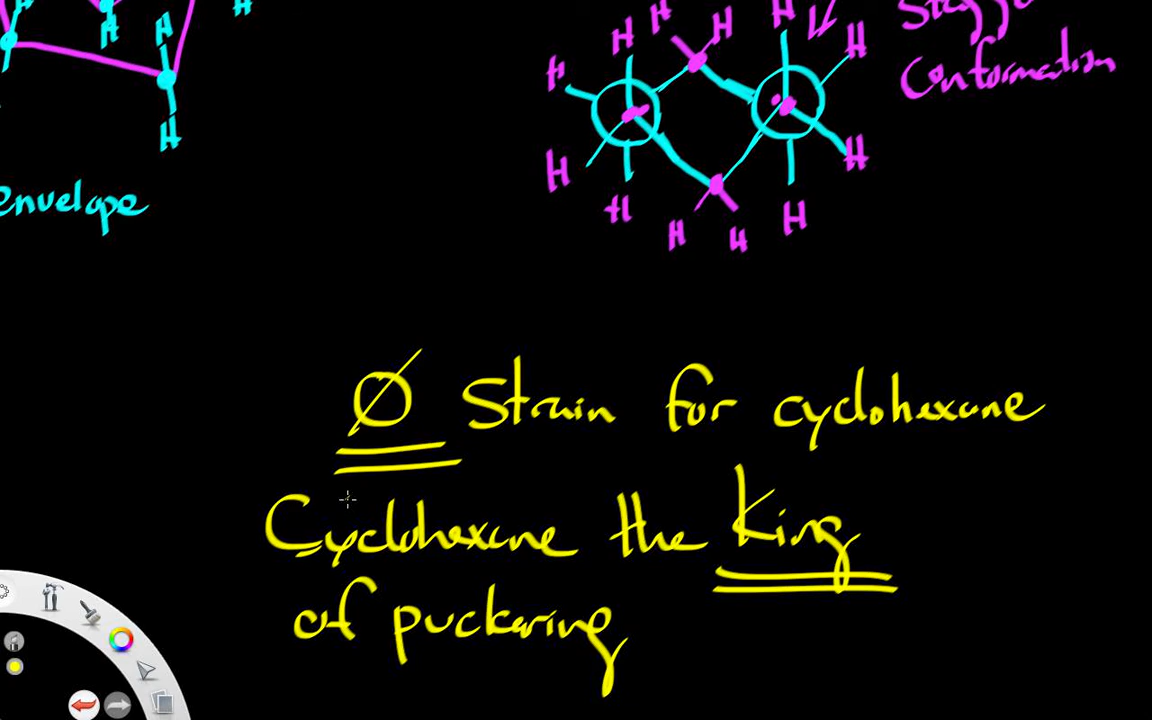 H
H
H
H
H
envelope
H
H
H
H
H
H
H
H
H
H
H
H
Conformation
Ø Strain for cyclohexane
Cyclohexane the King
of puckering